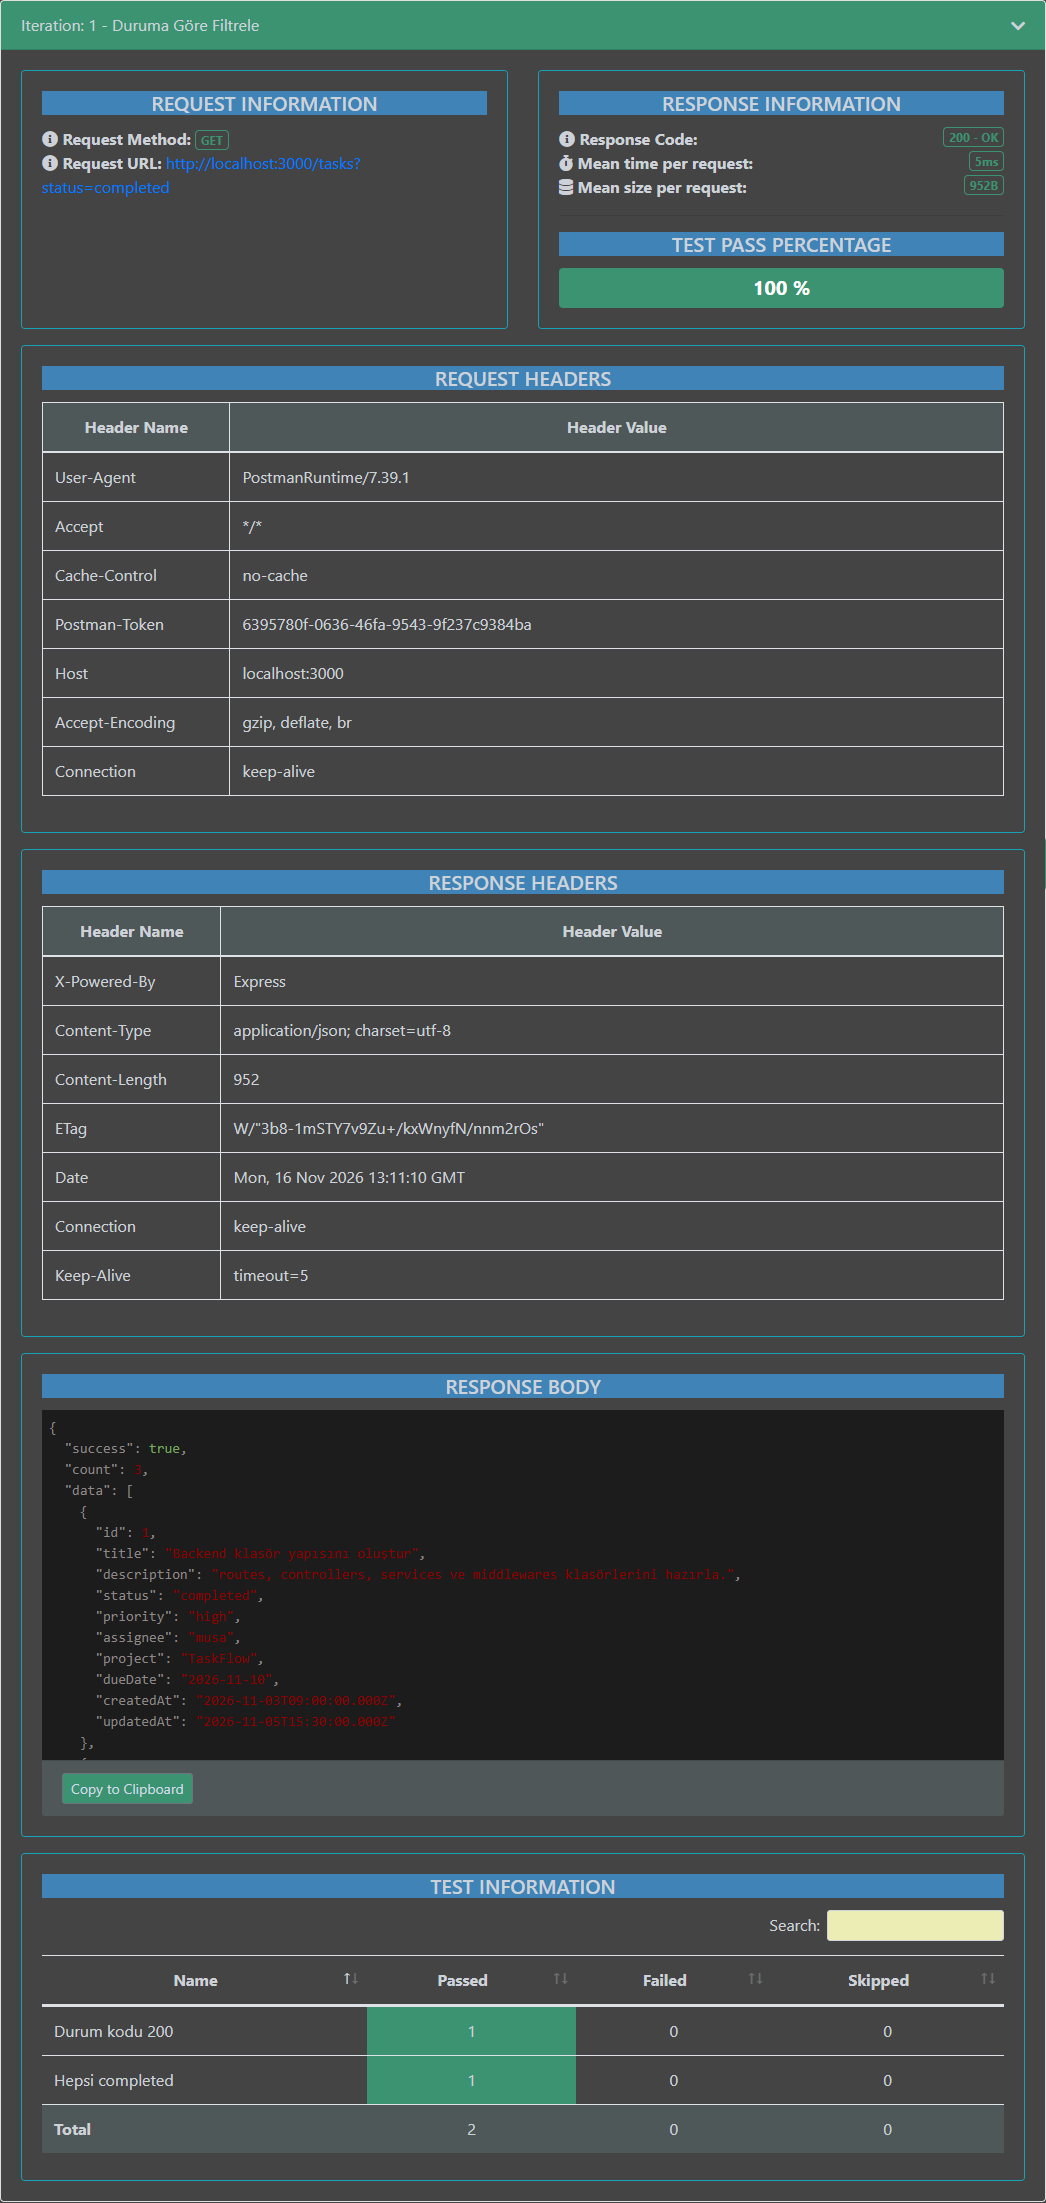 Iteration: 1 - Duruma Göre Filtrele
REQUEST INFORMATION
Request Method: GET
Request URL: http://localhost:3000/tasks?
status=completed
RESPONSE INFORMATION
Response Code: 200 - OK
Mean time per request: 5ms
Mean size per request: 952B
TEST PASS PERCENTAGE
100 %
REQUEST HEADERS
Header Name Header Value
User-Agent PostmanRuntime/7.39.1
Accept */*
Cache-Control no-cache
Postman-Token 6395780f-0636-46fa-9543-9f237c9384ba
Host localhost:3000
Accept-Encoding gzip, deflate, br
Connection keep-alive
RESPONSE HEADERS
Header Name Header Value
X-Powered-By Express
Content-Type application/json; charset=utf-8
Content-Length 952
ETag W/"3b8-1mSTY7v9Zu+/kxWnyfN/nnm2rOs"
Date Mon, 16 Nov 2026 13:11:10 GMT
Connection keep-alive
Keep-Alive timeout=5
RESPONSE BODY
{
"success": true,
"count": 3,
"data": [
{
"id": 1,
"title": "Backend klasör yapısını oluştur",
"description": "routes, controllers, services ve middlewares klasörlerini hazırla.",
"status": "completed",
"priority": "high",
"assignee": "musa",
"project": "TaskFlow",
"dueDate": "2026-11-10",
"createdAt": "2026-11-03T09:00:00.000Z",
"updatedAt": "2026-11-05T15:30:00.000Z"
},
Copy to Clipboard
TEST INFORMATION
Search:
Name Passed Failed Skipped
Durum kodu 200 1 0 0
Hepsi completed 1 0 0
Total 2 0 0